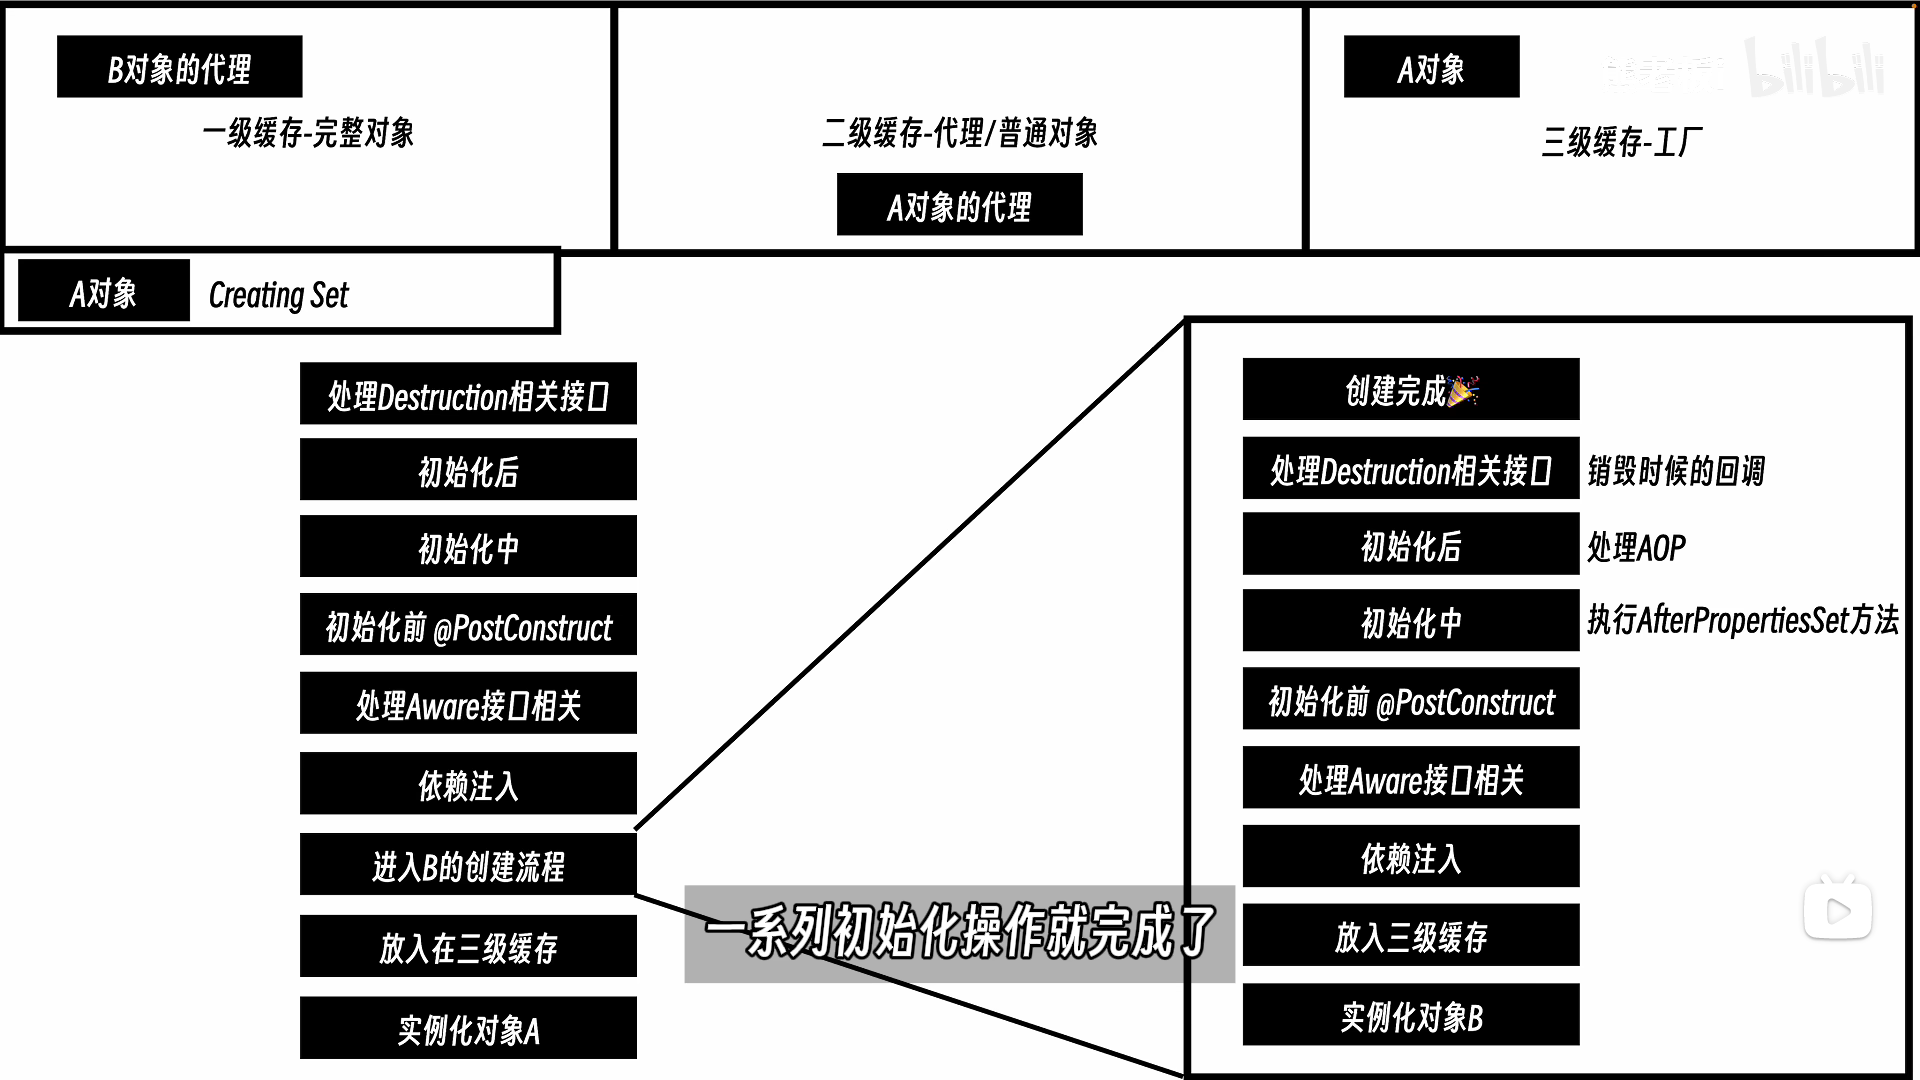 B对象的代理
一级缓存-完整对象
二级缓存-代理/普通对象
A对象的代理
A对象
bilibili
三级缓存-工厂
A对象
Creating Set
处理Destruction相关接口
初始化后
初始化中
初始化前 @PostConstruct
处理Aware接口相关
依赖注入
进入B的创建流程
放入在三级缓存
实例化对象A
创建完成🎉
处理Destruction相关接口
销毁时候的回调
初始化后
处理AOP
初始化中
执行AfterPropertiesSet方法
初始化前 @PostConstruct
处理Aware接口相关
依赖注入
放入三级缓存
实例化对象B
一系列初始化操作就完成了